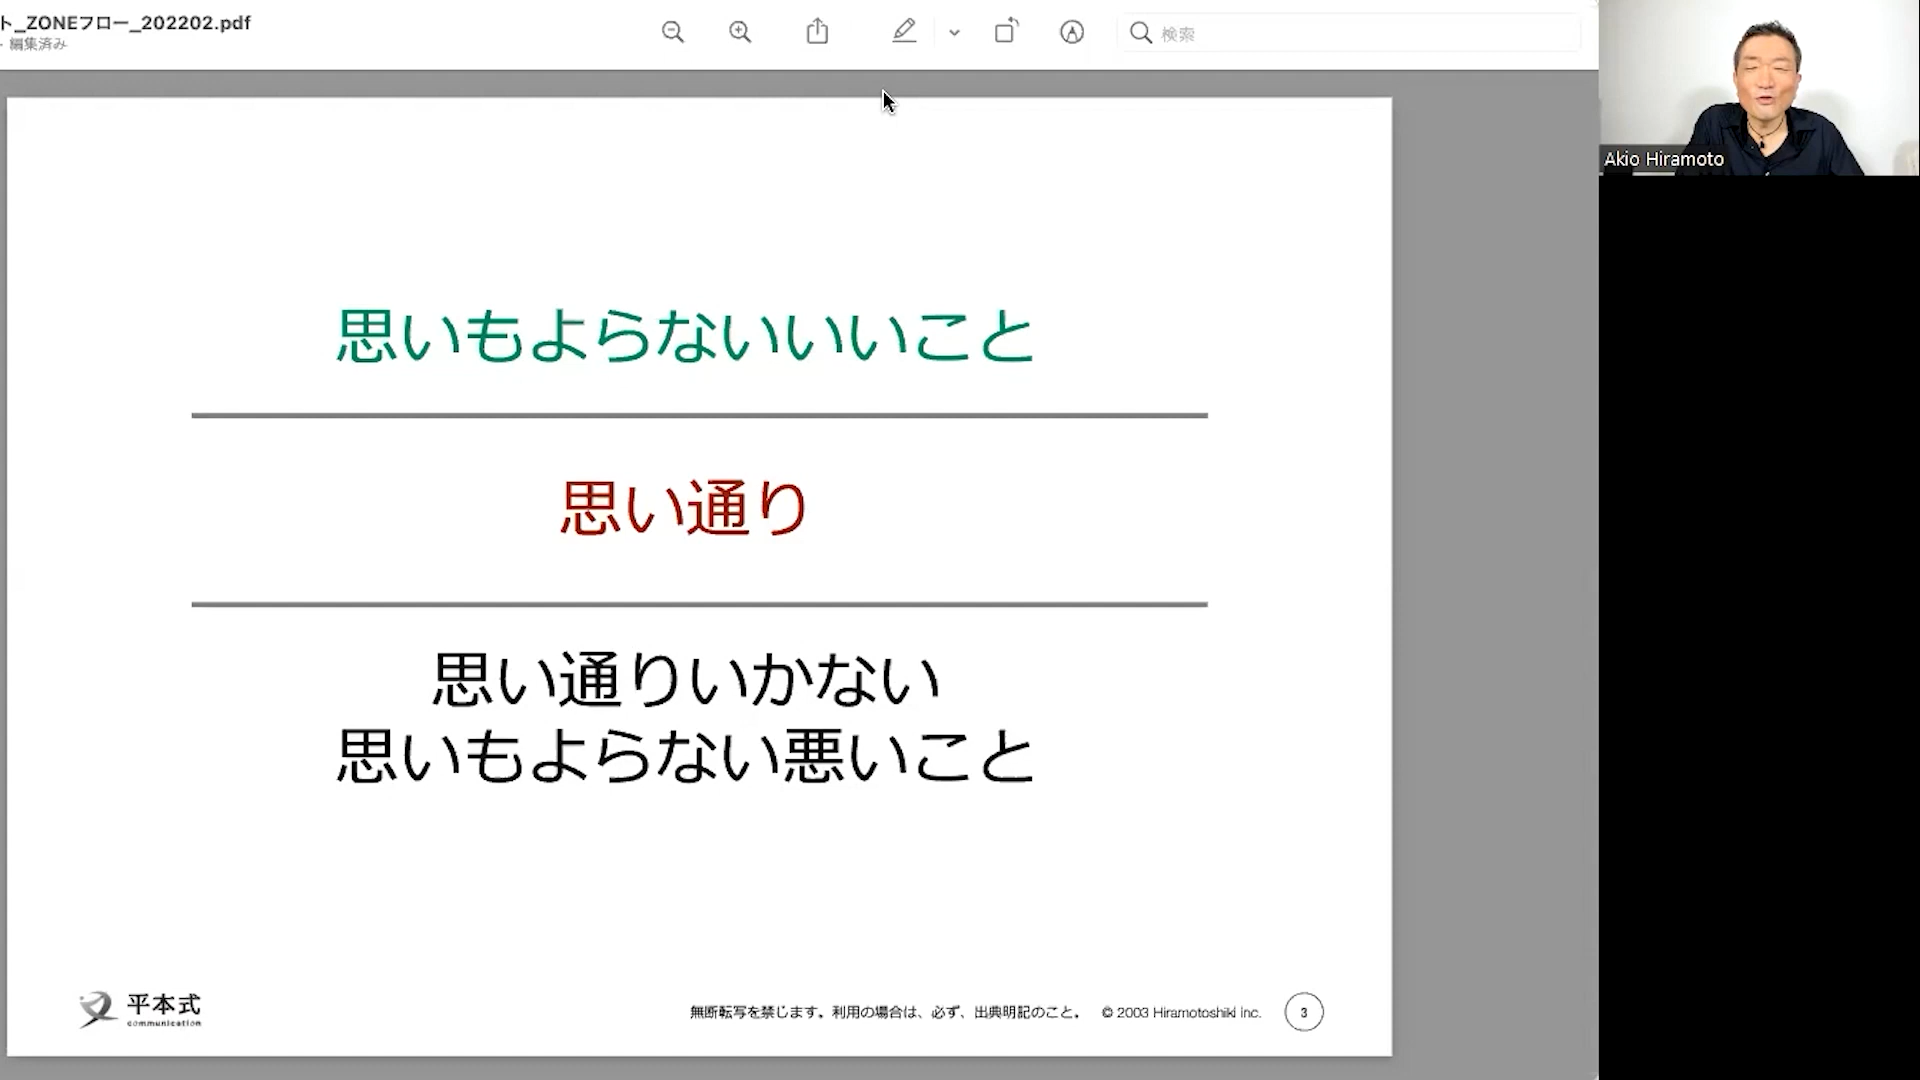 ト_ZONEフロー_202202.pdf
- 編集済み
検索
Akio Hiramoto
思いもよらないいいこと
思い通り
思い通りいかない
思いもよらない悪いこと
平本式
communication
無断転写を禁じます。利用の場合は、必ず、出典明記のこと。 © 2003 Hiramotoshiki Inc.
3